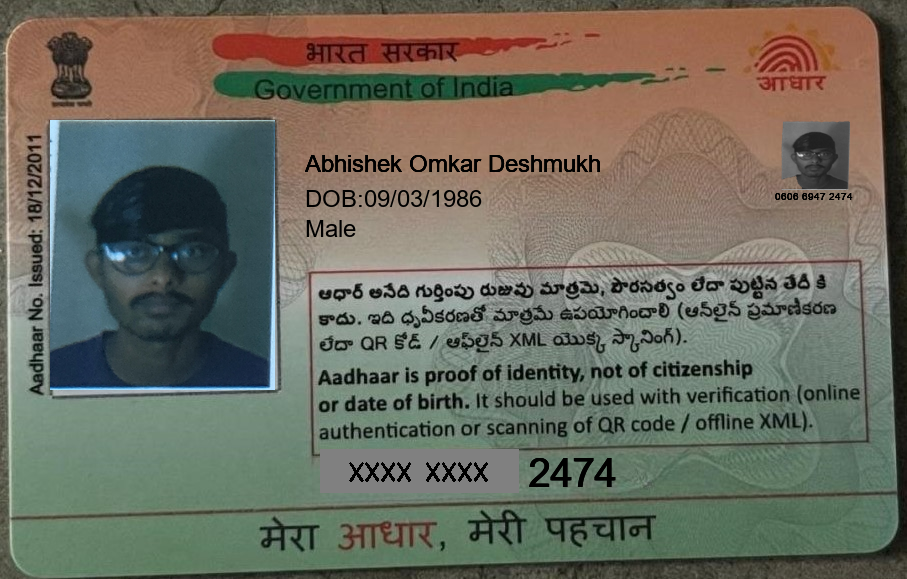 भारत सरकार
Government of India
आधार
Aadhaar No. Issued: 18/12/2011
Abhishek Omkar Deshmukh
DOB:09/03/1986
Male
0606 6947 2474
ఆధార్ అనేది గుర్తింపు రుజువు మాత్రమే, పౌరసత్వం లేదా పుట్టిన తేదీ కి
కాదు. ఇది ధృవీకరణతో మాత్రమే ఉపయోగించాలి (ఆన్‌లైన్ ప్రమాణీకరణ
లేదా QR కోడ్ / ఆఫ్‌లైన్ XML యొక్క స్కానింగ్).
Aadhaar is proof of identity, not of citizenship
or date of birth. It should be used with verification (online
authentication or scanning of QR code / offline XML).
XXXX XXXX 2474
मेरा आधार, मेरी पहचान